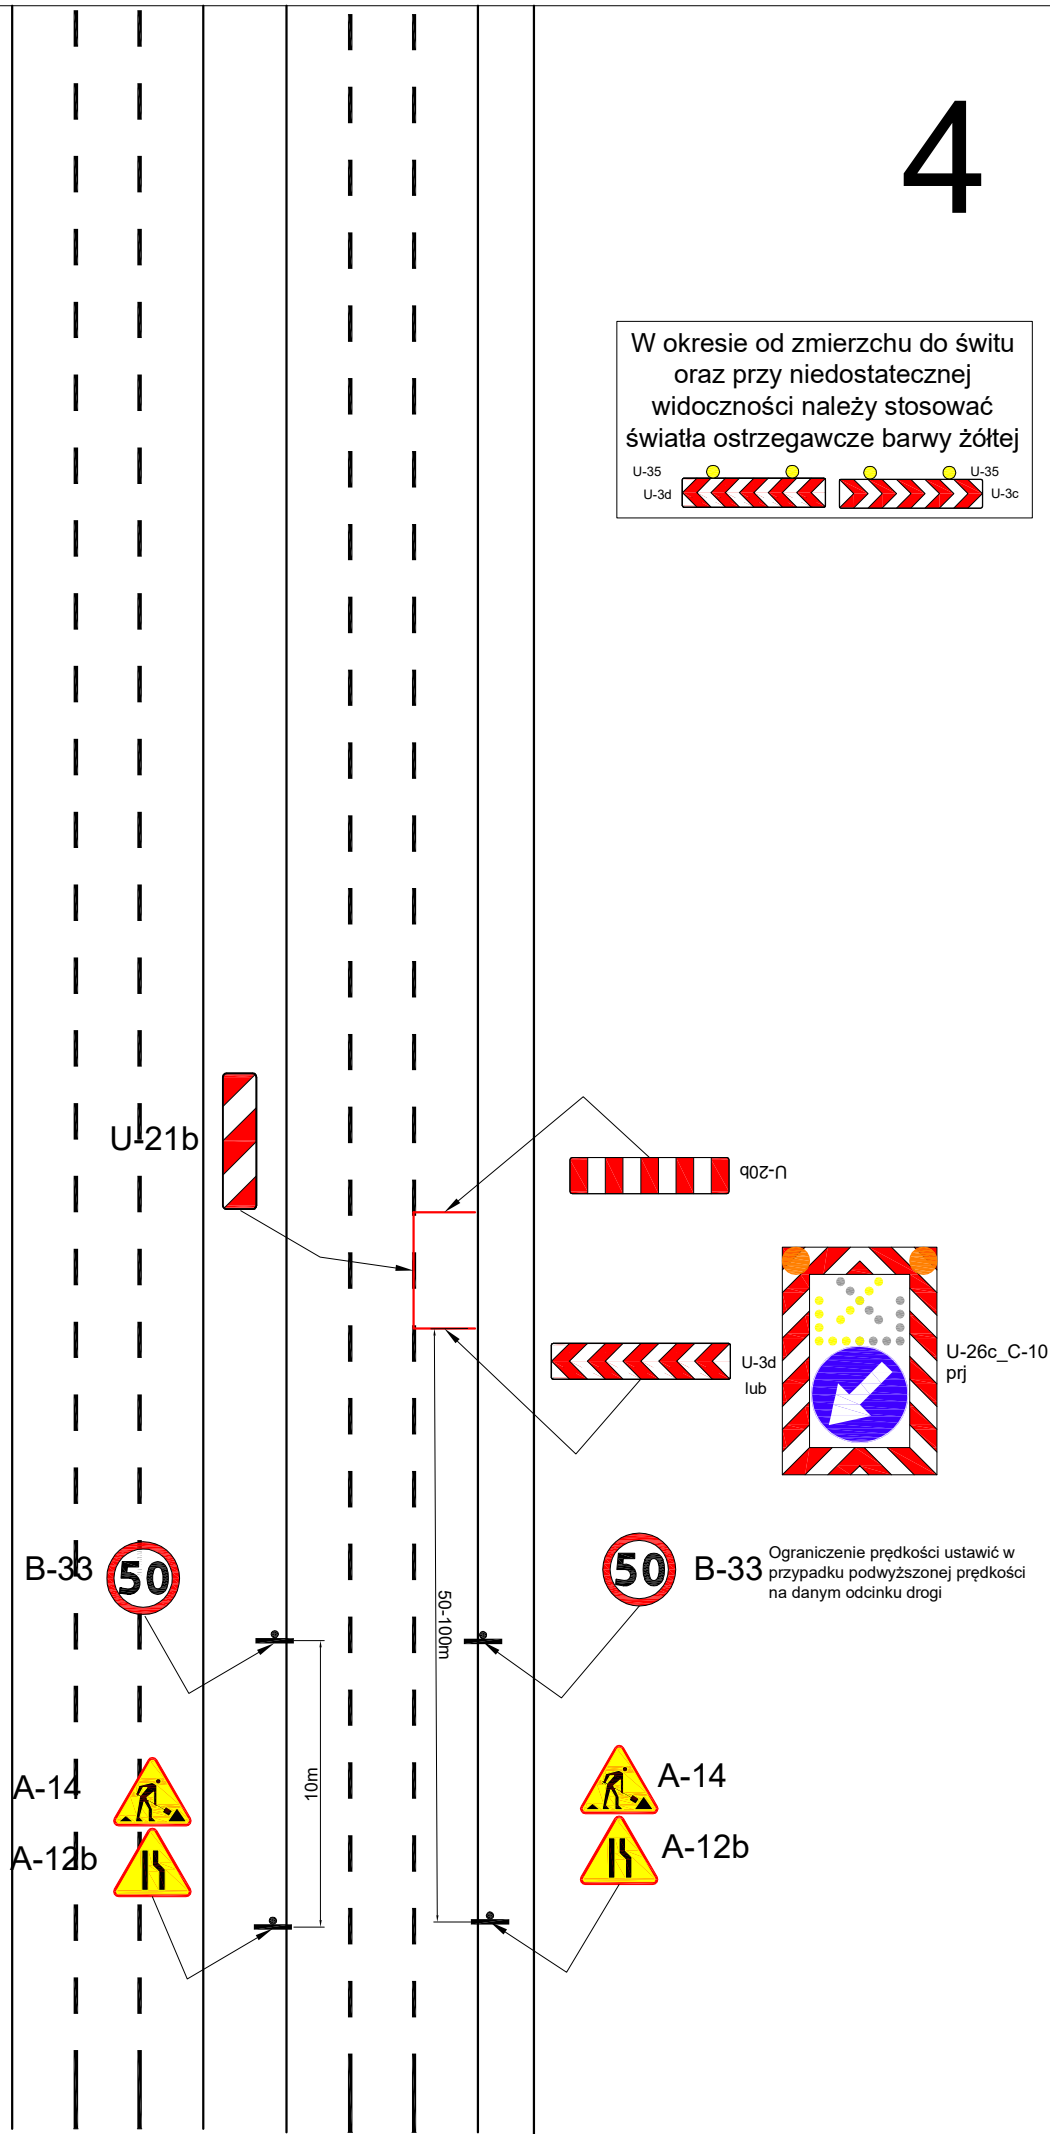 4
W okresie od zmierzchu do świtu
oraz przy niedostatecznej
widoczności należy stosować
światła ostrzegawcze barwy żółtej
U-35
U-35
U-3d
U-3c
U-21b
U-20b
U-3d
lub
U-26c_C-10
prj
B-33
50
50
B-33
Ograniczenie prędkości ustawić w
przypadku podwyższonej prędkości
na danym odcinku drogi
50-100m
10m
A-14
A-14
A-12b
A-12b